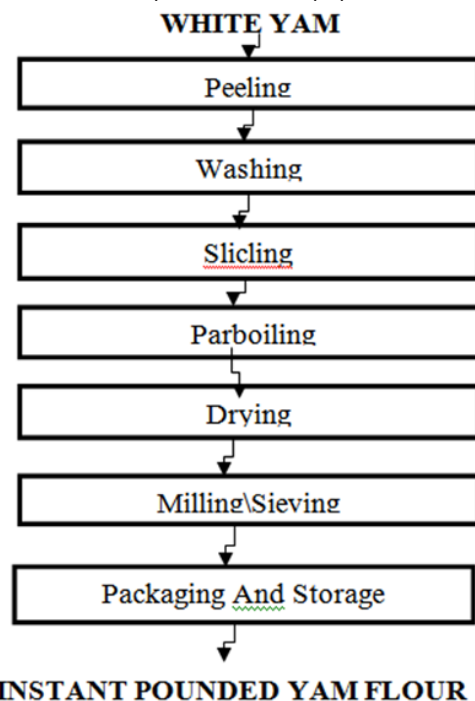 WHITE YAM
Peeling
Washing
Slicling
Parboiling
Drying
Milling\Sieving
Packaging And Storage
INSTANT POUNDED YAM FLOUR